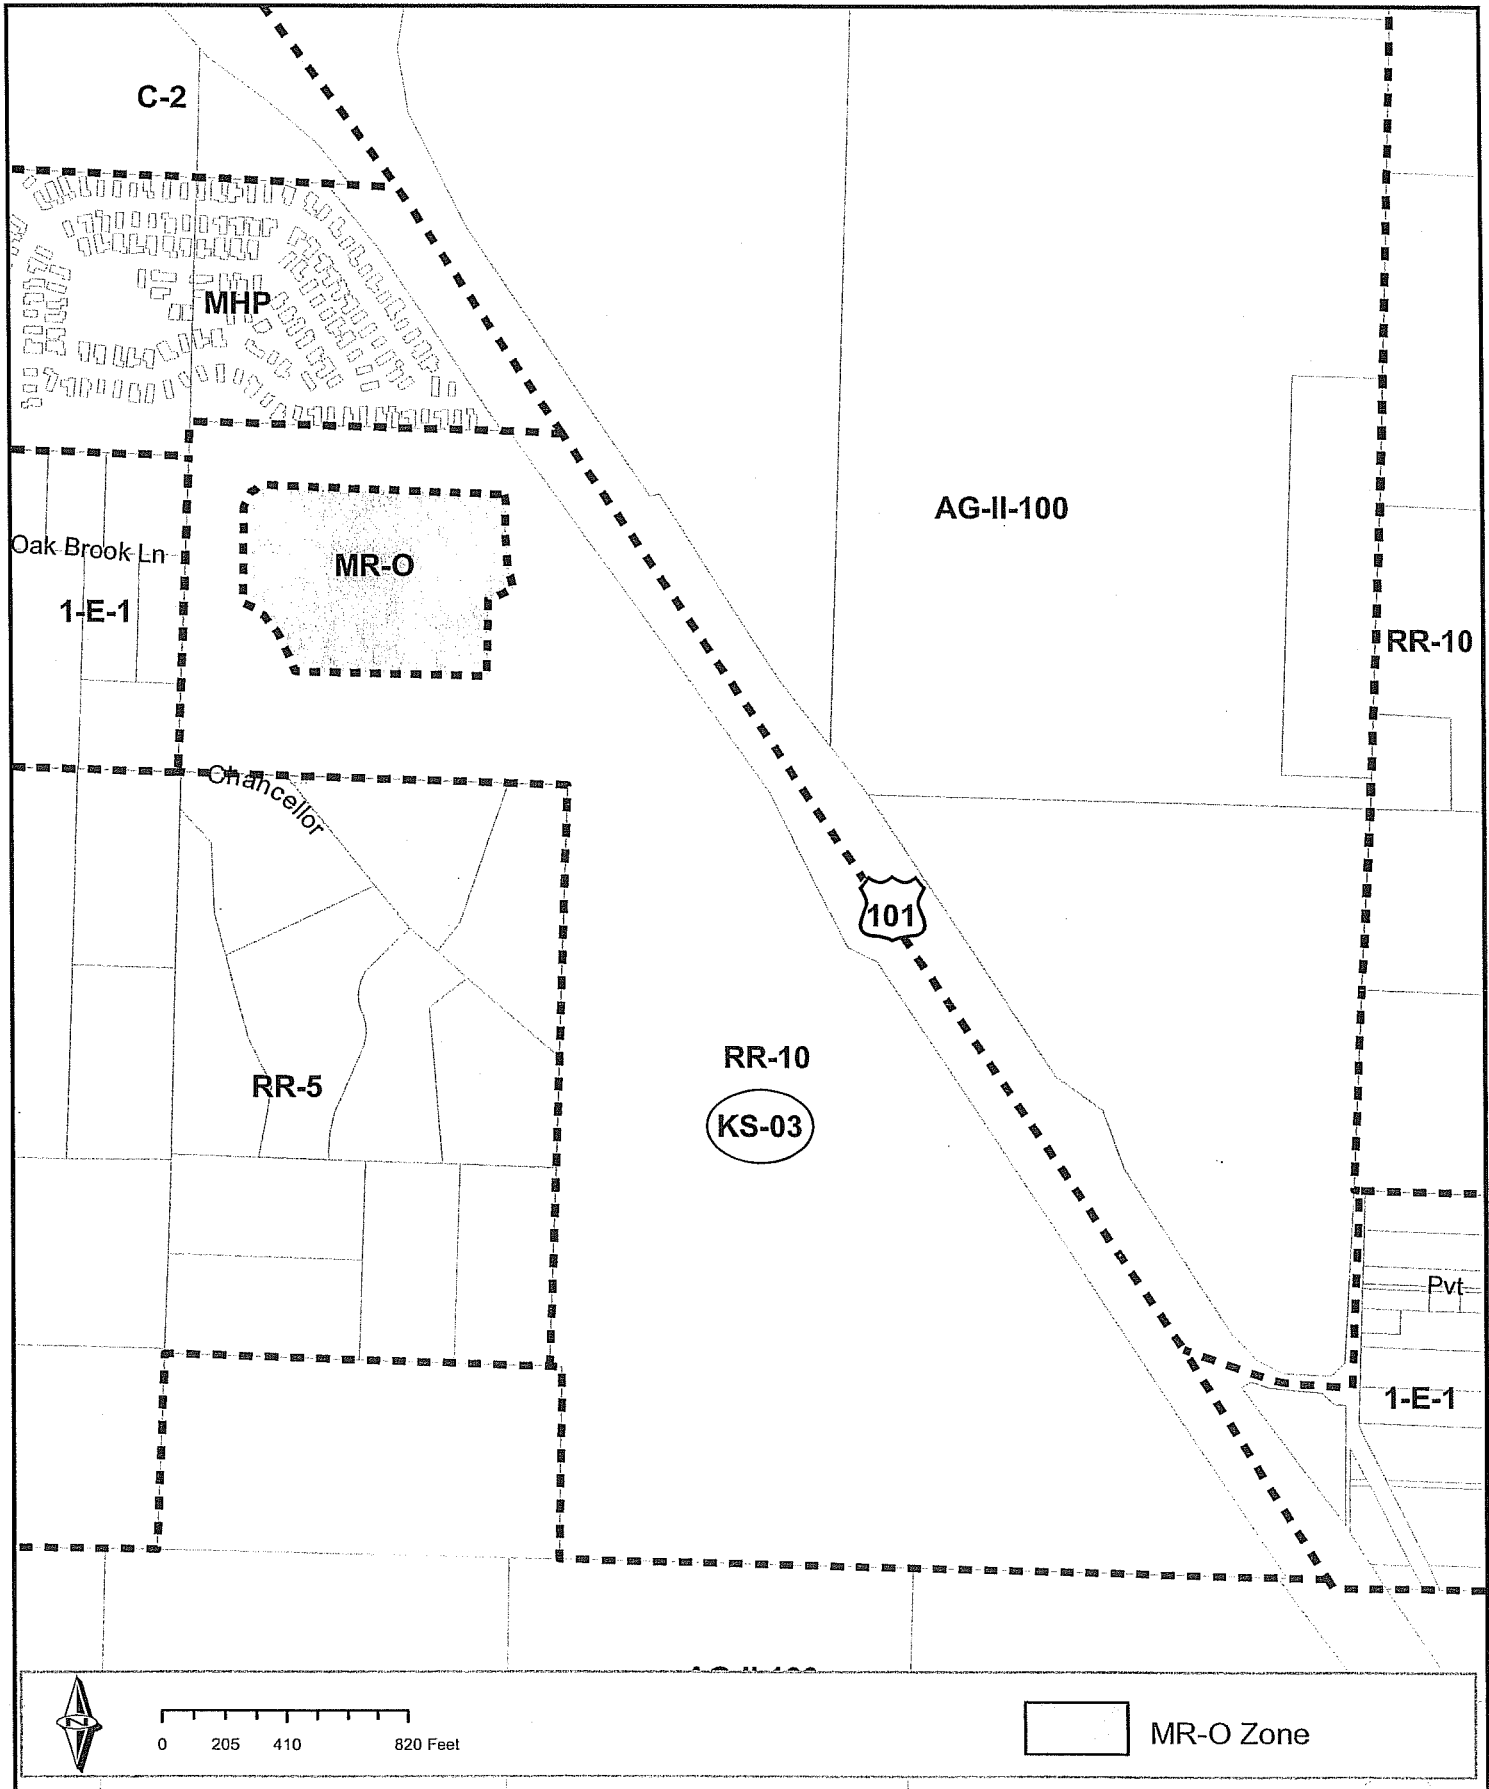 C-2
MHP
AG-II-100
Oak Brook Ln
MR-O
1-E-1
RR-10
Chancellor
101
RR-10
KS-03
RR-5
Pvt
1-E-1
N
0 205 410 820 Feet
MR-O Zone